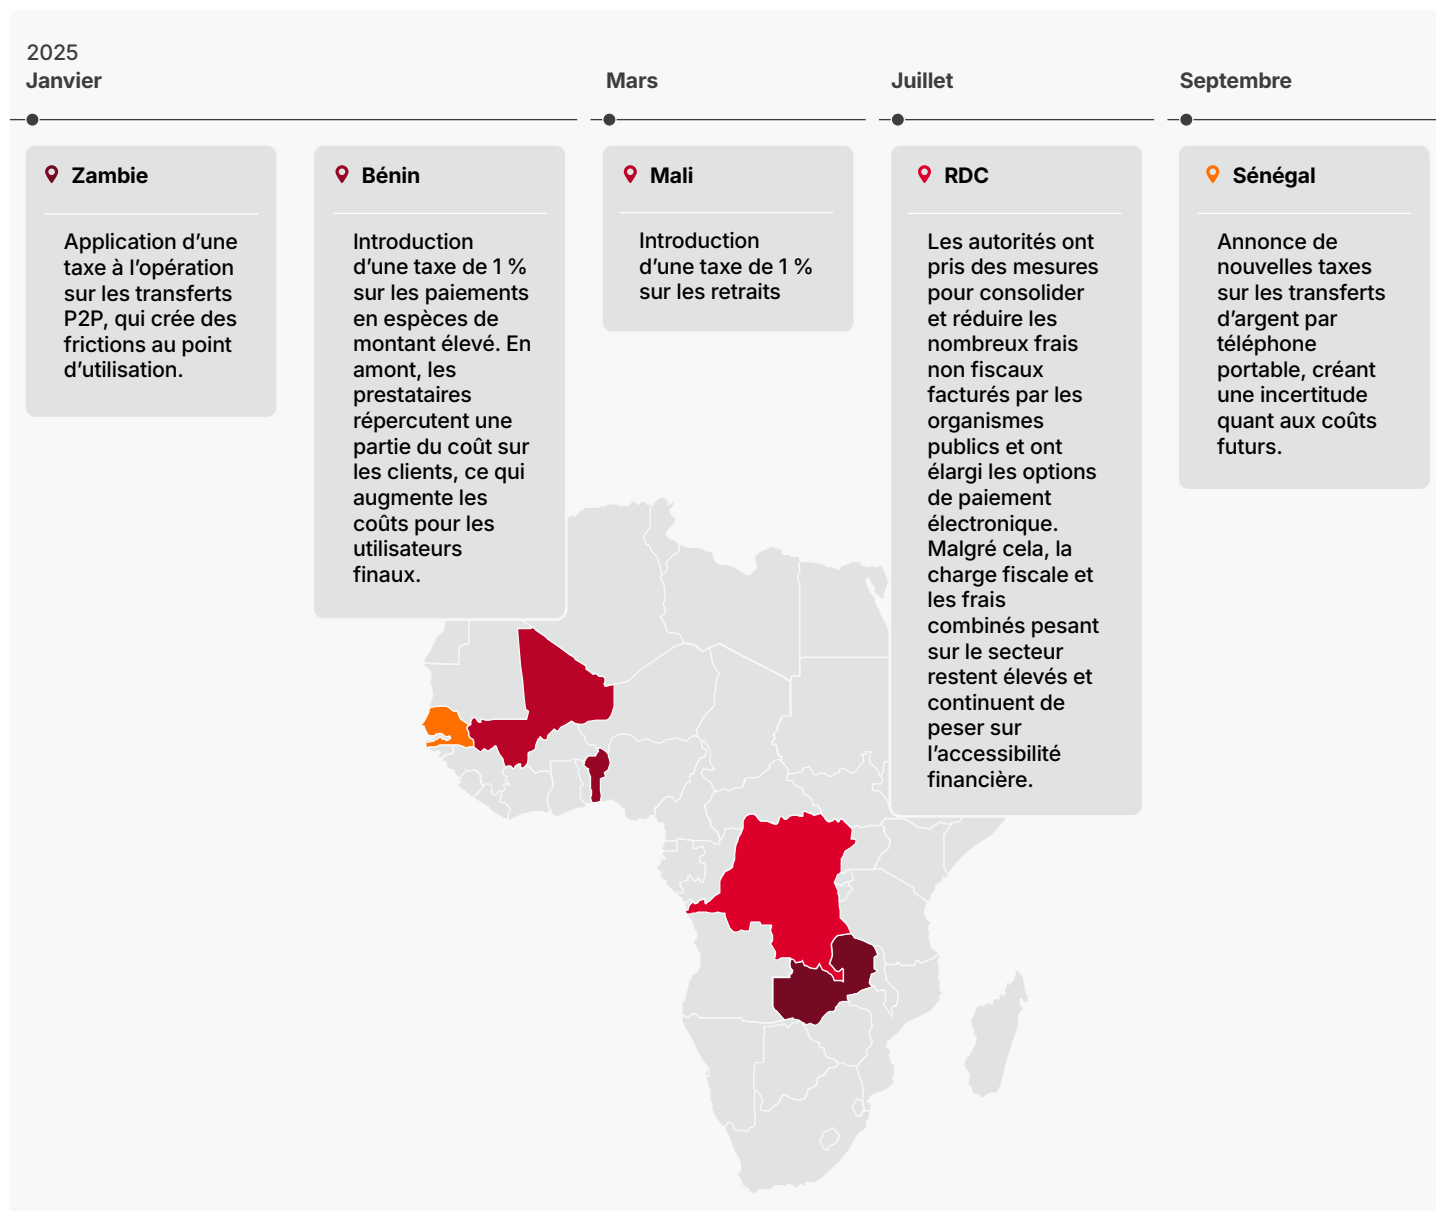 2025
Janvier
Mars
Juillet
Septembre
Zambie
Application d’une
taxe à l’opération
sur les transferts
P2P, qui crée des
frictions au point
d’utilisation.
Bénin
Introduction
d’une taxe de 1 %
sur les paiements
en espèces de
montant élevé. En
amont, les
prestataires
répercutent une
partie du coût sur
les clients, ce qui
augmente les
coûts pour les
utilisateurs
finaux.
Mali
Introduction
d’une taxe de 1 %
sur les retraits
RDC
Les autorités ont
pris des mesures
pour consolider
et réduire les
nombreux frais
non fiscaux
facturés par les
organismes
publics et ont
élargi les options
de paiement
électronique.
Malgré cela, la
charge fiscale et
les frais
combinés pesant
sur le secteur
restent élevés et
continuent de
peser sur
l’accessibilité
financière.
Sénégal
Annonce de
nouvelles taxes
sur les transferts
d’argent par
téléphone
portable, créant
une incertitude
quant aux coûts
futurs.